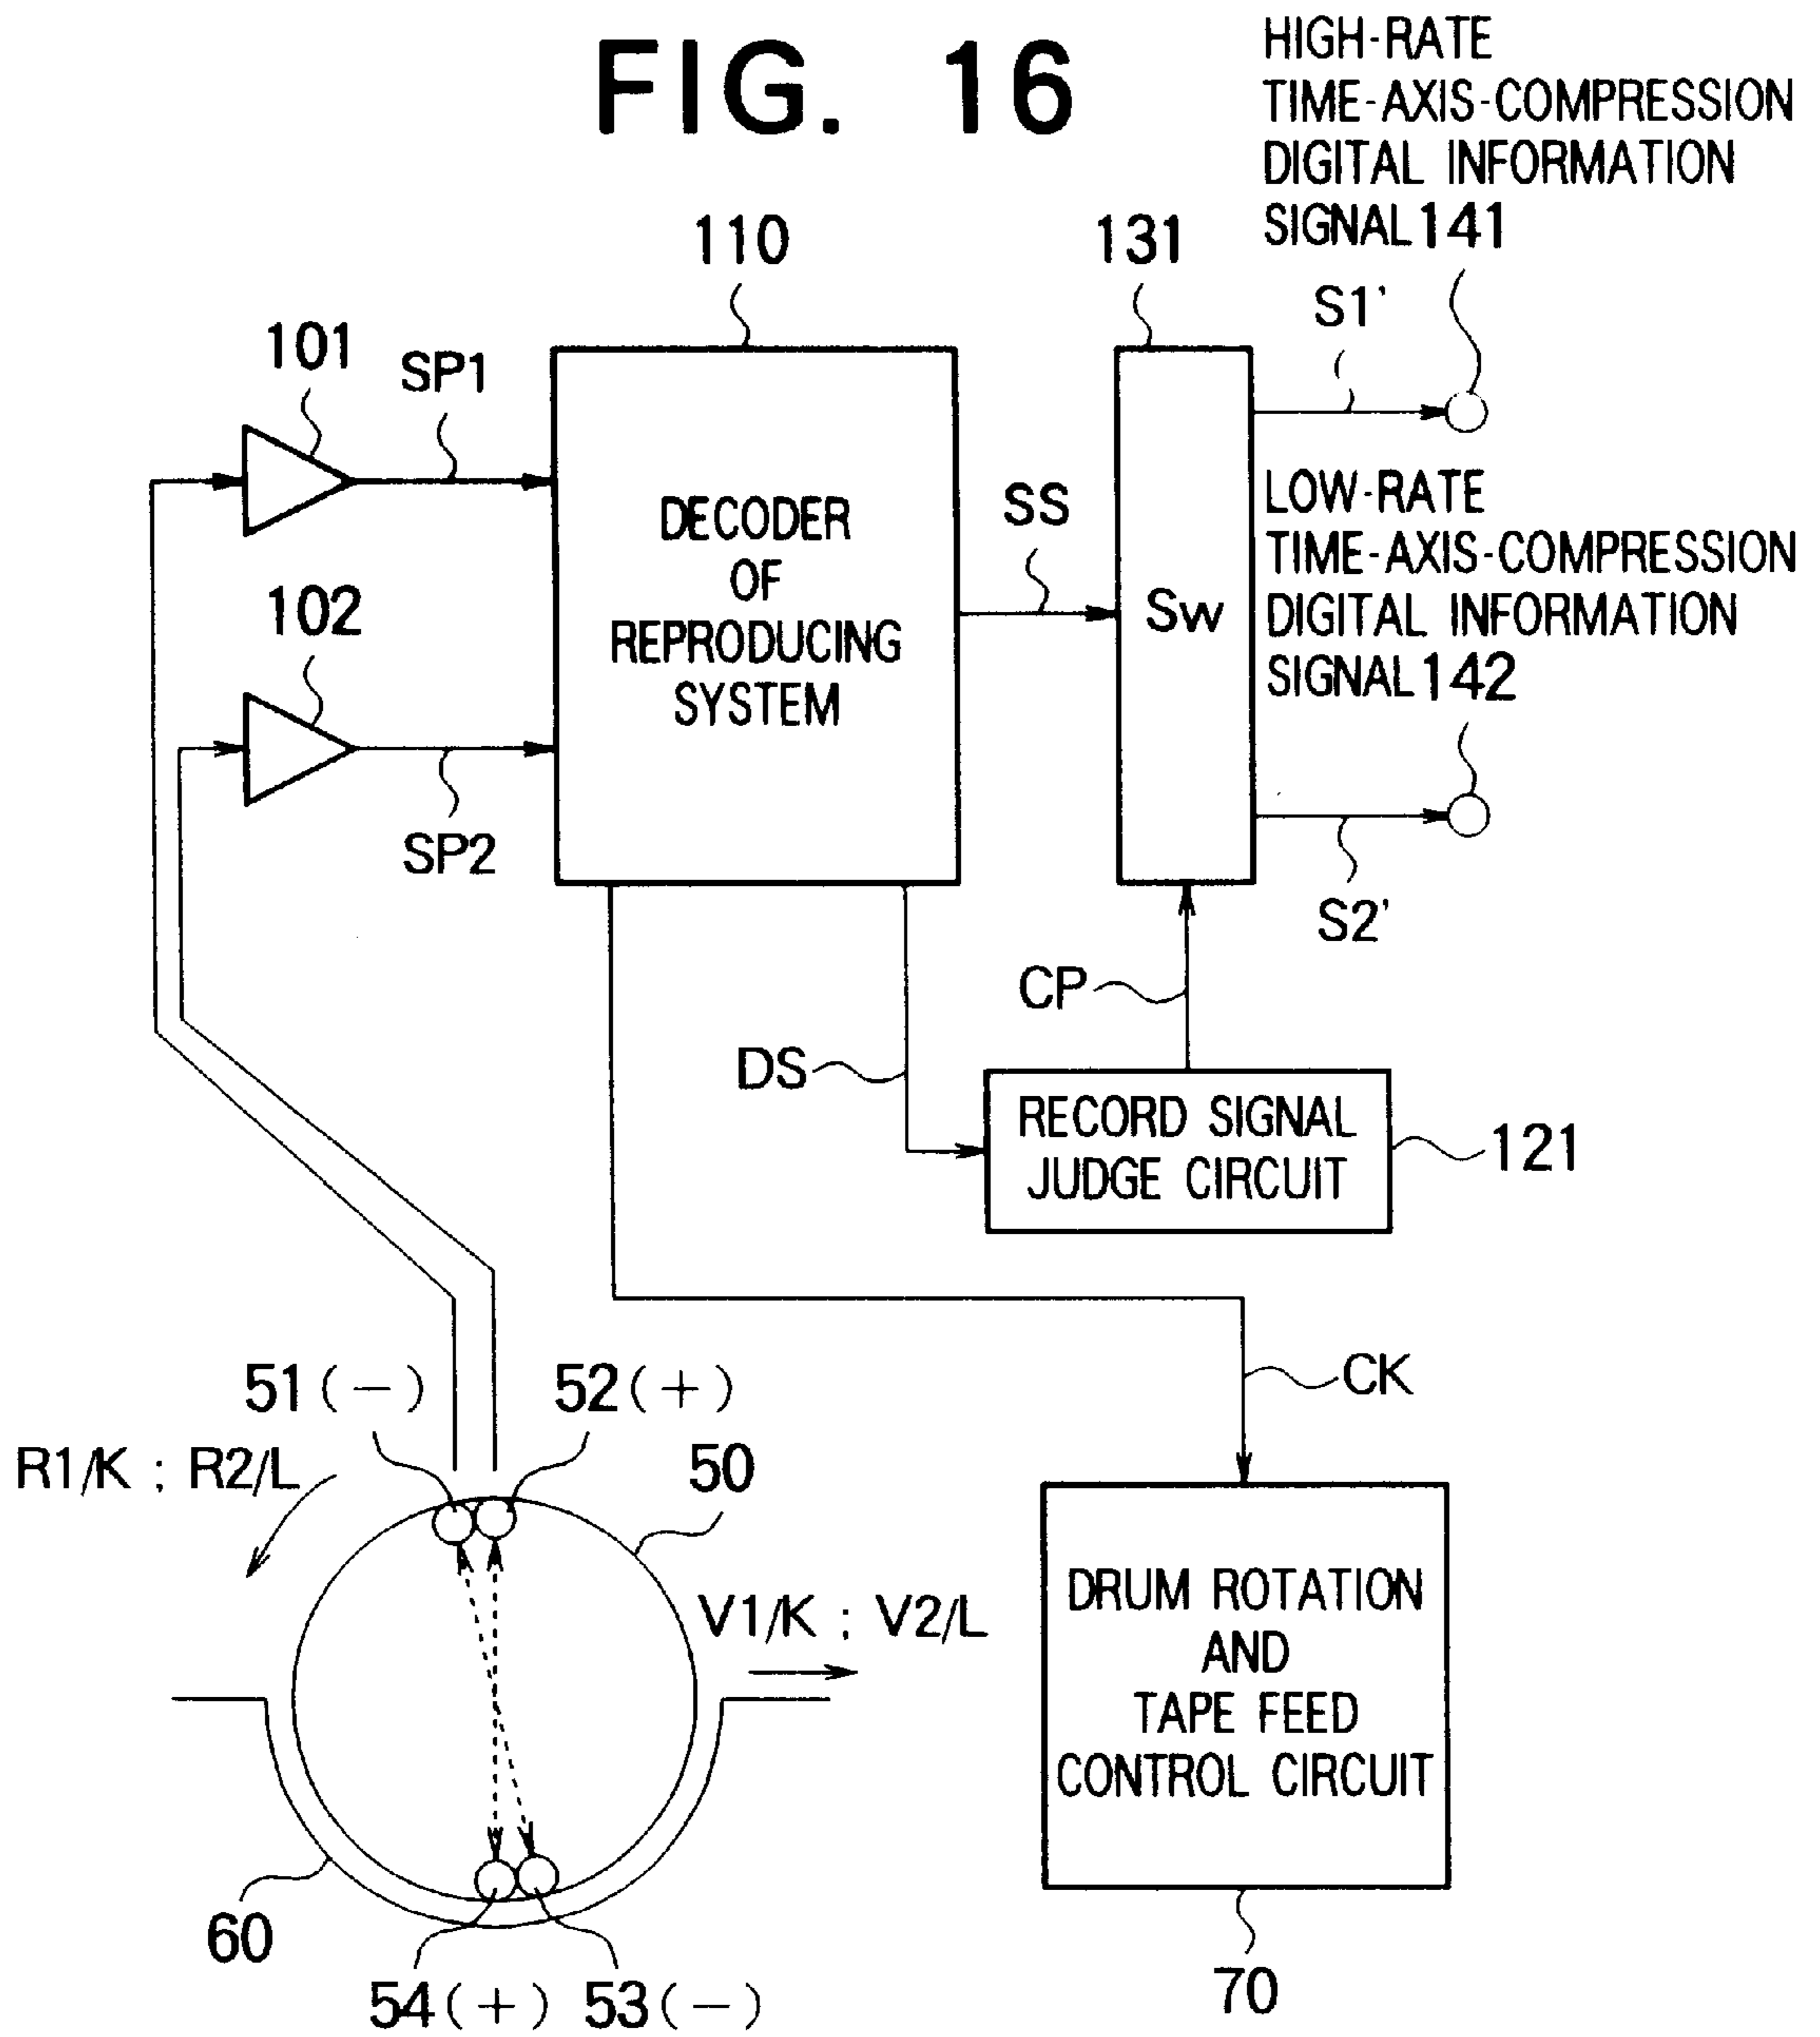 FIG. 16
HIGH-RATE
TIME-AXIS-COMPRESSION
DIGITAL INFORMATION
SIGNAL 141
110
131
S1'
101
SP1
DECODER
OF
REPRODUCING
SYSTEM
SS
Sw
LOW-RATE
TIME-AXIS-COMPRESSION
DIGITAL INFORMATION
SIGNAL 142
102
SP2
S2'
CP
DS
RECORD SIGNAL
JUDGE CIRCUIT
121
CK
51(−)
52(+)
R1/K ; R2/L
50
V1/K ; V2/L
DRUM ROTATION
AND
TAPE FEED
CONTROL CIRCUIT
60
54(+)
53(−)
70